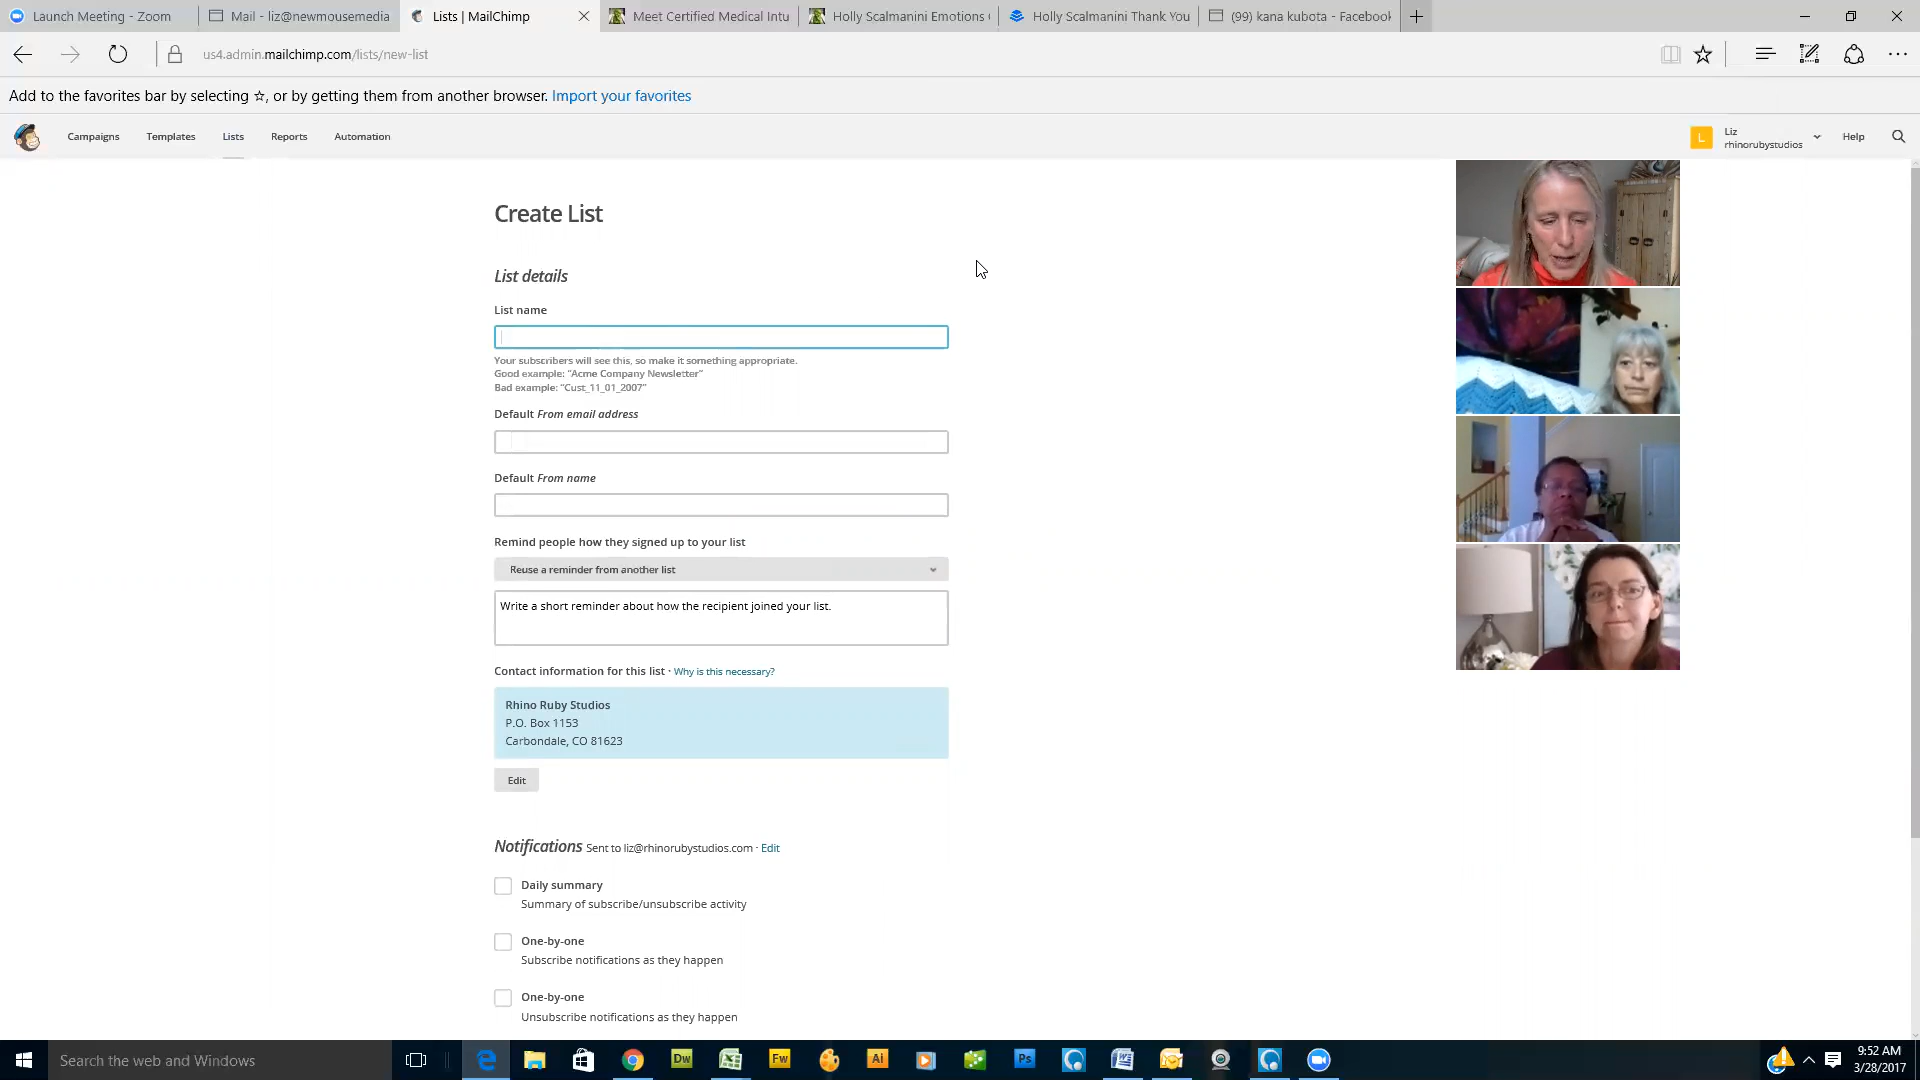 Launch Meeting - Zoom
Mail - liz@newmousemedia
Lists | MailChimp
Meet Certified Medical Intu
Holly Scalmanini Emotions
Holly Scalmanini Thank You
(99) kana kubota - Facebook
us4.admin.mailchimp.com/lists/new-list
Add to the favorites bar by selecting ☆, or by getting them from another browser. Import your favorites
Campaigns Templates Lists Reports Automation
L
Liz
rhinorubystudios
Help
Create List
List details
List name
Your subscribers will see this, so make it something appropriate.
Good example: "Acme Company Newsletter"
Bad example: "Cust_11_01_2007"
Default From email address
Default From name
Remind people how they signed up to your list
Reuse a reminder from another list
Write a short reminder about how the recipient joined your list.
Contact information for this list · Why is this necessary?
Rhino Ruby Studios
P.O. Box 1153
Carbondale, CO 81623
Edit
Notifications Sent to liz@rhinorubystudios.com · Edit
Daily summary
Summary of subscribe/unsubscribe activity
One-by-one
Subscribe notifications as they happen
One-by-one
Unsubscribe notifications as they happen
Search the web and Windows
Dw
Fw
Ai
Ps
9:52 AM
3/28/2017